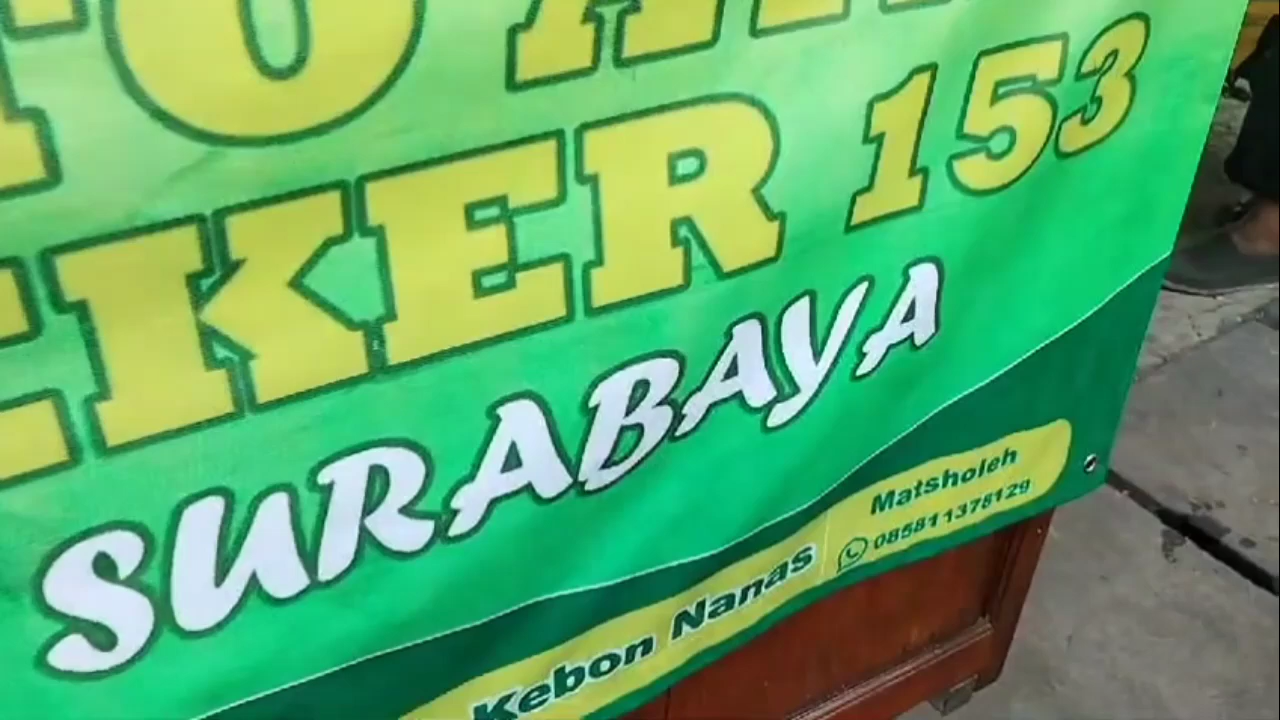 KER 153
SURABAYA
Matsholeh
085811378129
Kebon Nanas